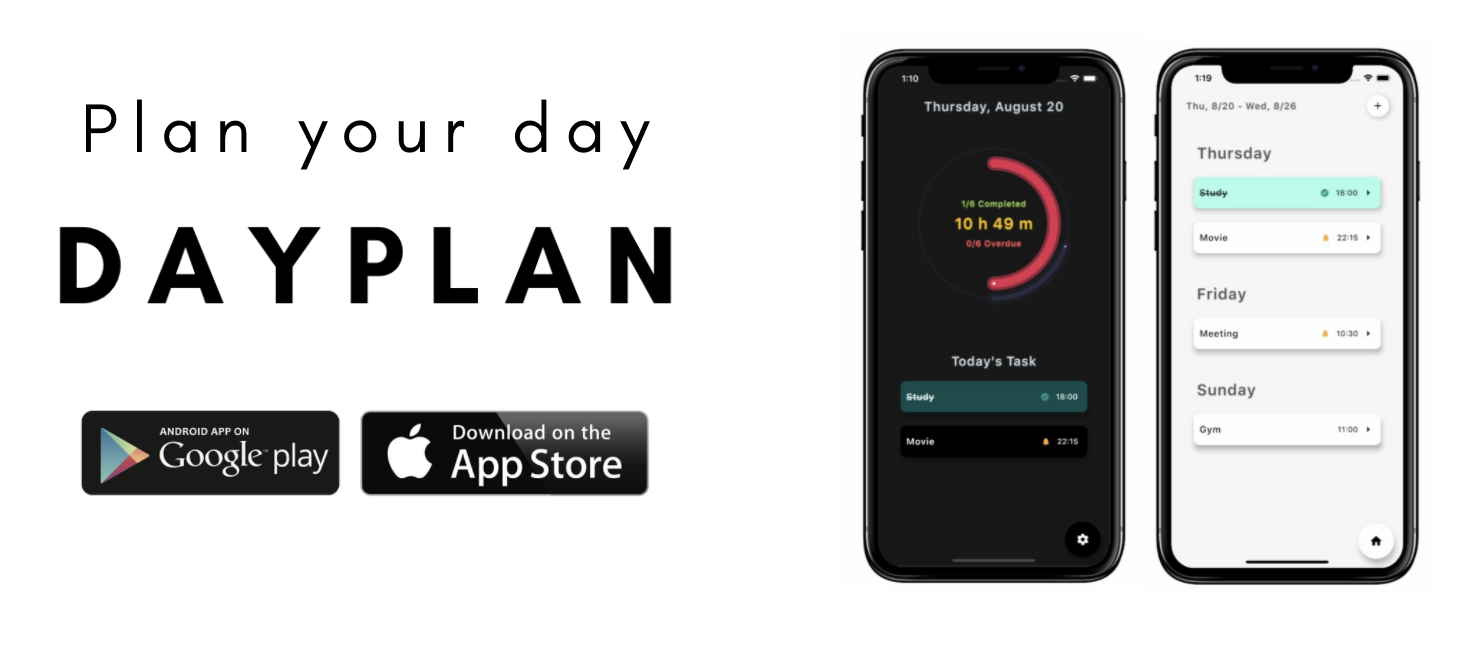 Plan your day
DAYPLAN
ANDROID APP ON
Google play
Download on the
App Store
1:10
Thursday, August 20
1/6 Completed
10 h 49 m
0/6 Overdue
Today's Task
Study 18:00
Movie 22:15
1:19
Thu, 8/20 - Wed, 8/26
+
Thursday
Study 18:00
Movie 22:15
Friday
Meeting 10:30
Sunday
Gym 11:00